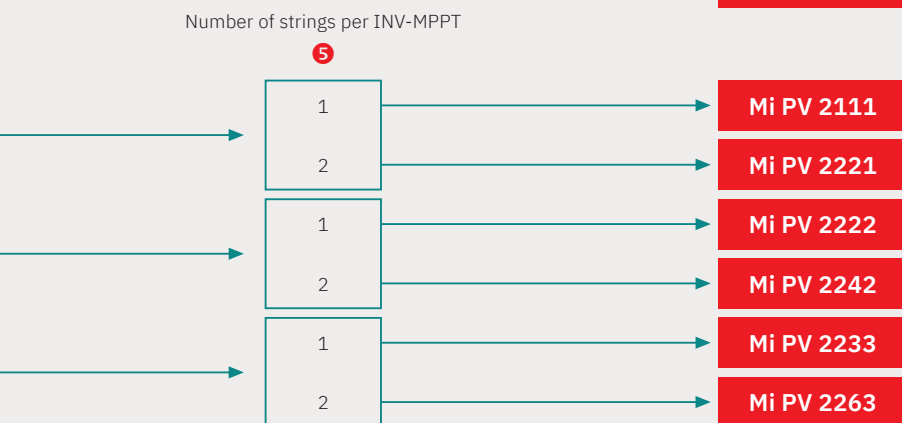 Number of strings per INV-MPPT
5
1
Mi PV 2111
2
Mi PV 2221
1
Mi PV 2222
2
Mi PV 2242
1
Mi PV 2233
2
Mi PV 2263